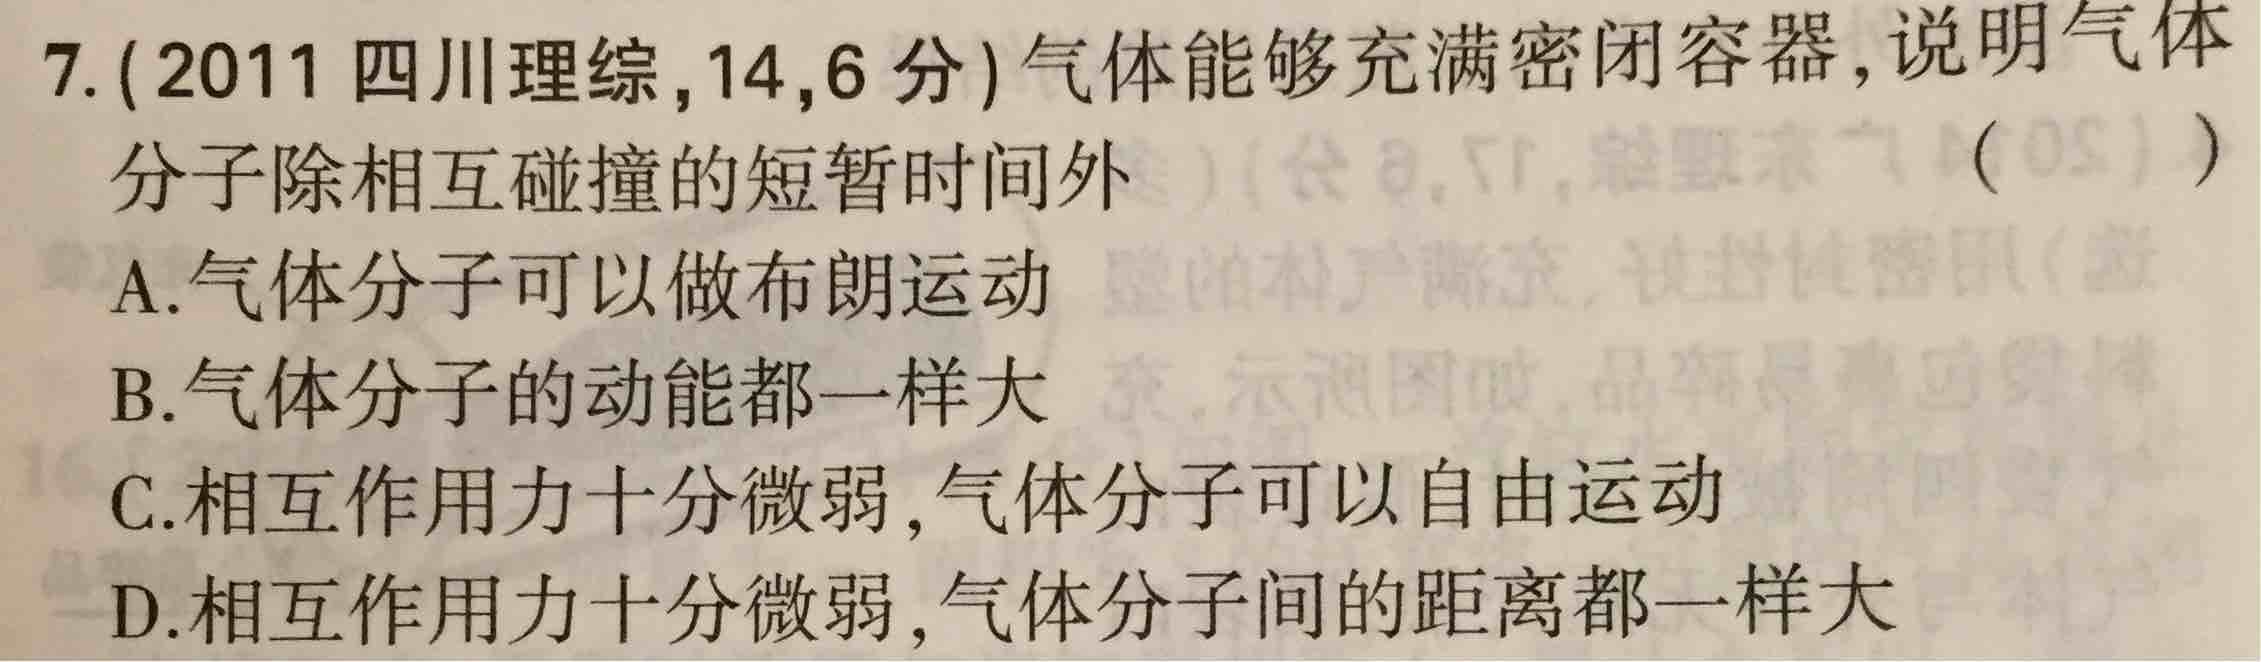 7.(2011四川理综,14,6分)气体能够充满密闭容器,说明气体
分子除相互碰撞的短暂时间外 ( )
A.气体分子可以做布朗运动
B.气体分子的动能都一样大
C.相互作用力十分微弱,气体分子可以自由运动
D.相互作用力十分微弱,气体分子间的距离都一样大